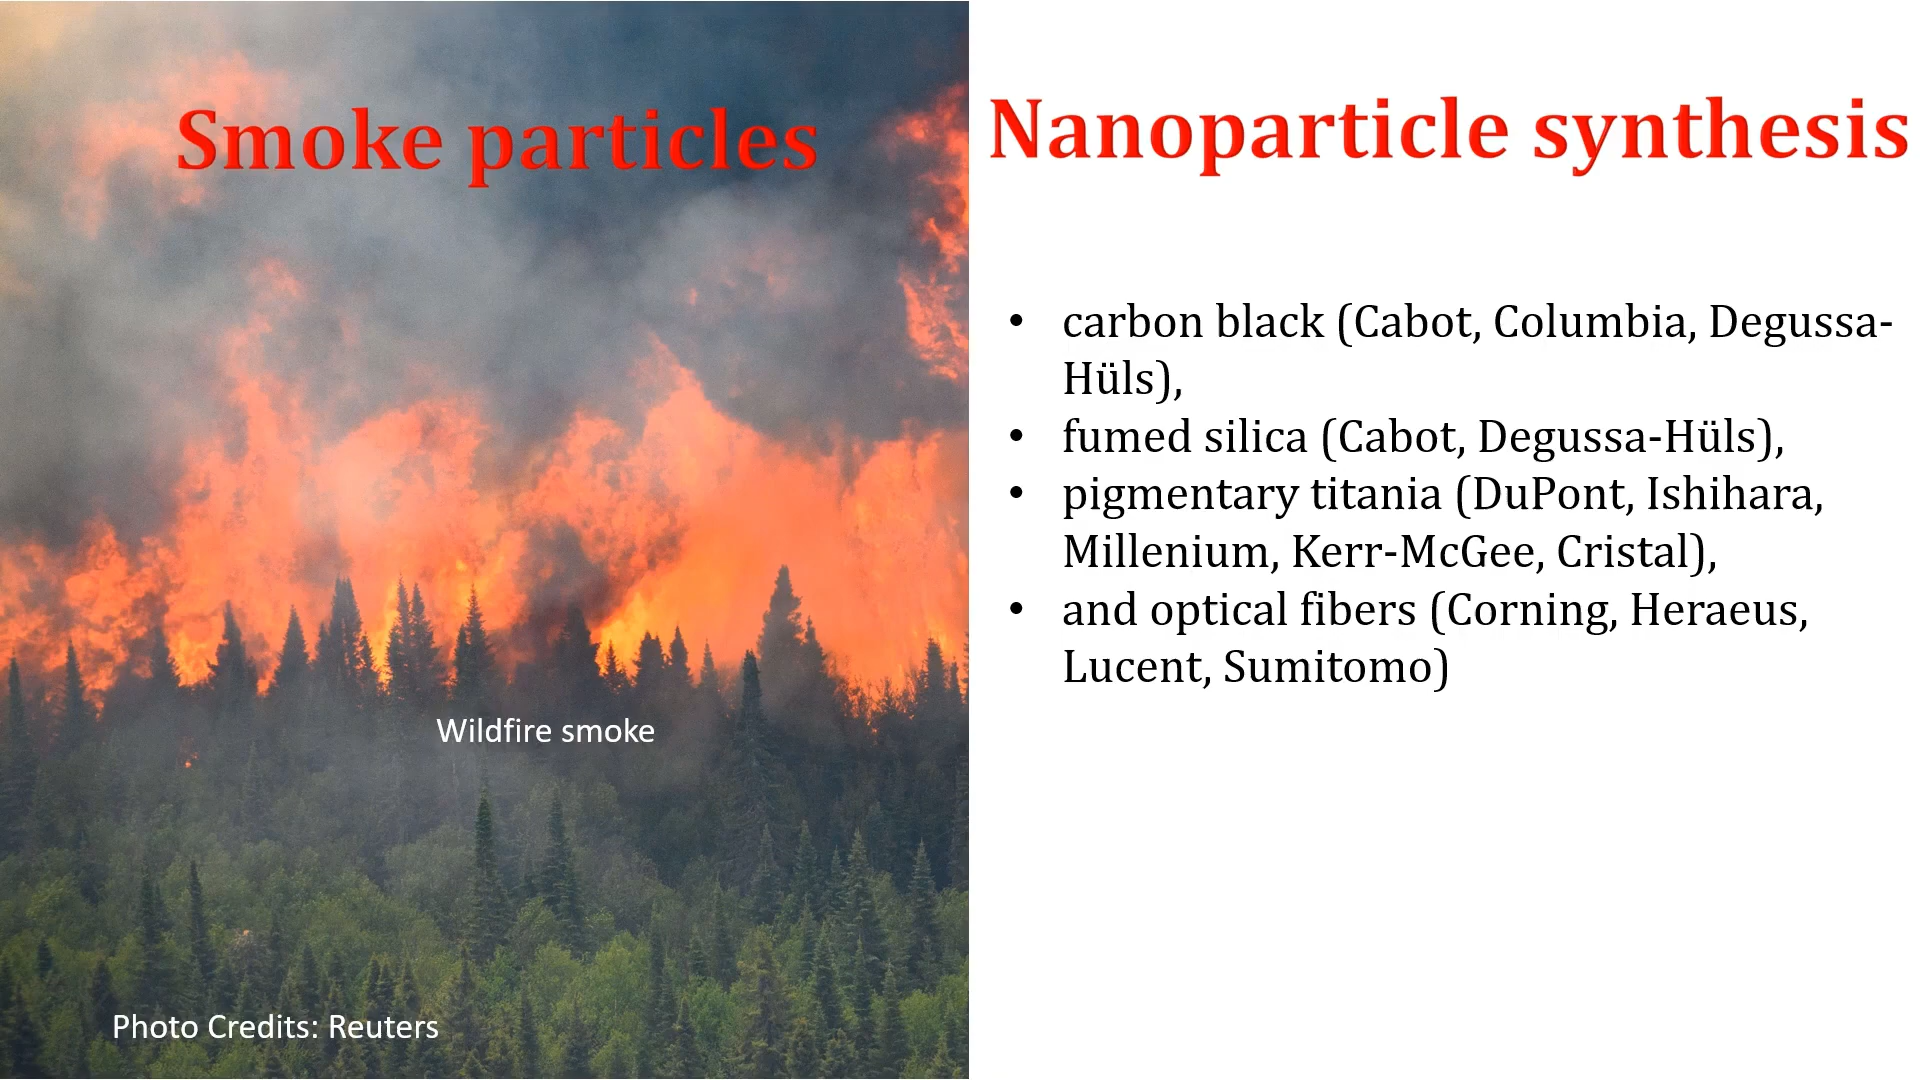 Smoke particles
Wildfire smoke
Photo Credits: Reuters
Nanoparticle synthesis
• carbon black (Cabot, Columbia, Degussa-
Hüls),
• fumed silica (Cabot, Degussa-Hüls),
• pigmentary titania (DuPont, Ishihara,
Millenium, Kerr-McGee, Cristal),
• and optical fibers (Corning, Heraeus,
Lucent, Sumitomo)